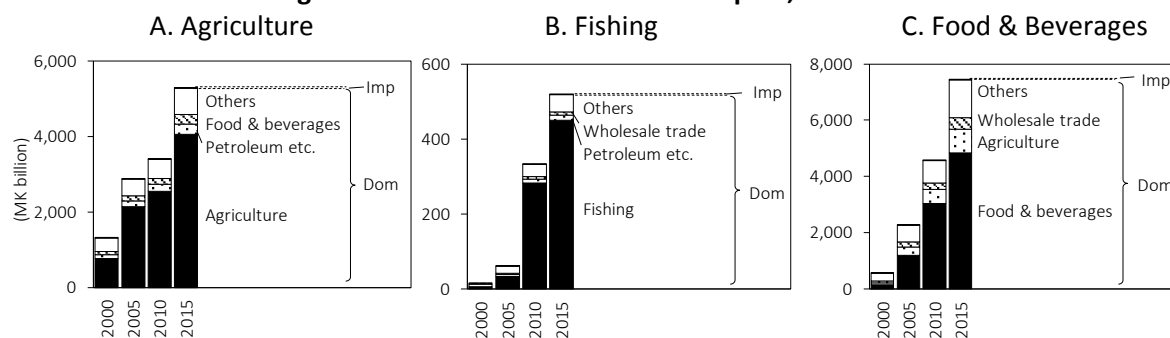 A. Agriculture
6,000
4,000
2,000
0
(MK billion)
Others
Food & beverages
Petroleum etc.
Agriculture
Imp
Dom
2000
2005
2010
2015
B. Fishing
600
400
200
0
Others
Wholesale trade
Petroleum etc.
Fishing
Imp
Dom
2000
2005
2010
2015
C. Food & Beverages
8,000
6,000
4,000
2,000
0
Others
Wholesale trade
Agriculture
Food & beverages
Imp
Dom
2000
2005
2010
2015